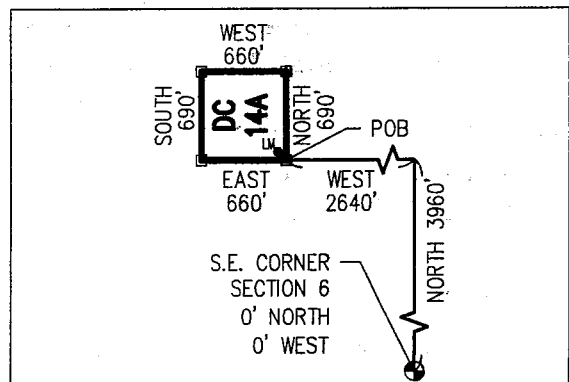 WEST
660'
SOUTH
690'
DC
14A
LM
NORTH
690'
POB
EAST
660'
WEST
2640'
NORTH 3960'
S.E. CORNER
SECTION 6
0' NORTH
0' WEST